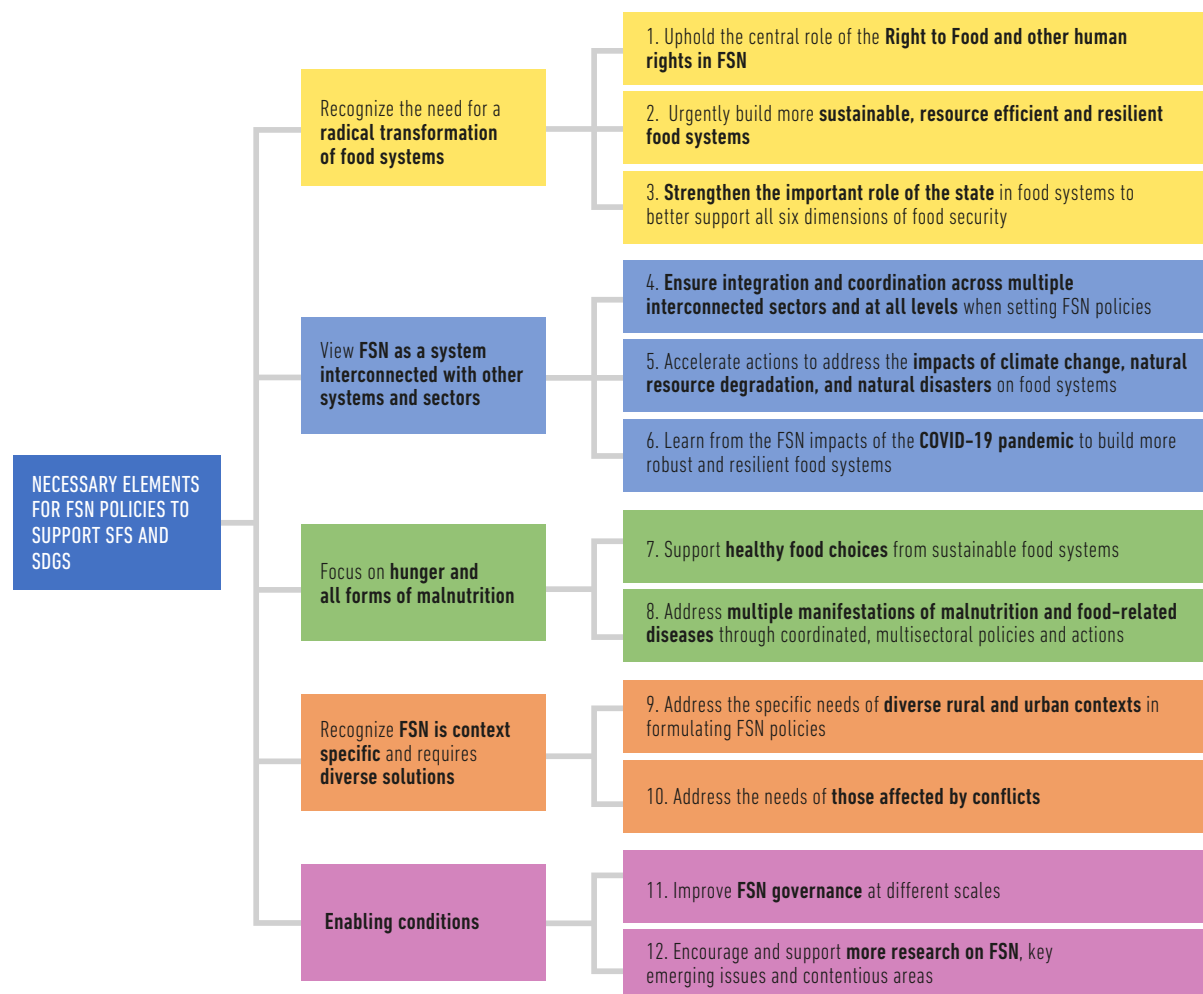 NECESSARY ELEMENTS
FOR FSN POLICIES TO
SUPPORT SFS AND
SDGS
Recognize the need for a
radical transformation
of food systems
1. Uphold the central role of the Right to Food and other human
rights in FSN
2. Urgently build more sustainable, resource efficient and resilient
food systems
3. Strengthen the important role of the state in food systems to
better support all six dimensions of food security
View FSN as a system
interconnected with other
systems and sectors
4. Ensure integration and coordination across multiple
interconnected sectors and at all levels when setting FSN policies
5. Accelerate actions to address the impacts of climate change, natural
resource degradation, and natural disasters on food systems
6. Learn from the FSN impacts of the COVID-19 pandemic to build more
robust and resilient food systems
Focus on hunger and
all forms of malnutrition
7. Support healthy food choices from sustainable food systems
8. Address multiple manifestations of malnutrition and food-related
diseases through coordinated, multisectoral policies and actions
Recognize FSN is context
specific and requires
diverse solutions
9. Address the specific needs of diverse rural and urban contexts in
formulating FSN policies
10. Address the needs of those affected by conflicts
Enabling conditions
11. Improve FSN governance at different scales
12. Encourage and support more research on FSN, key
emerging issues and contentious areas